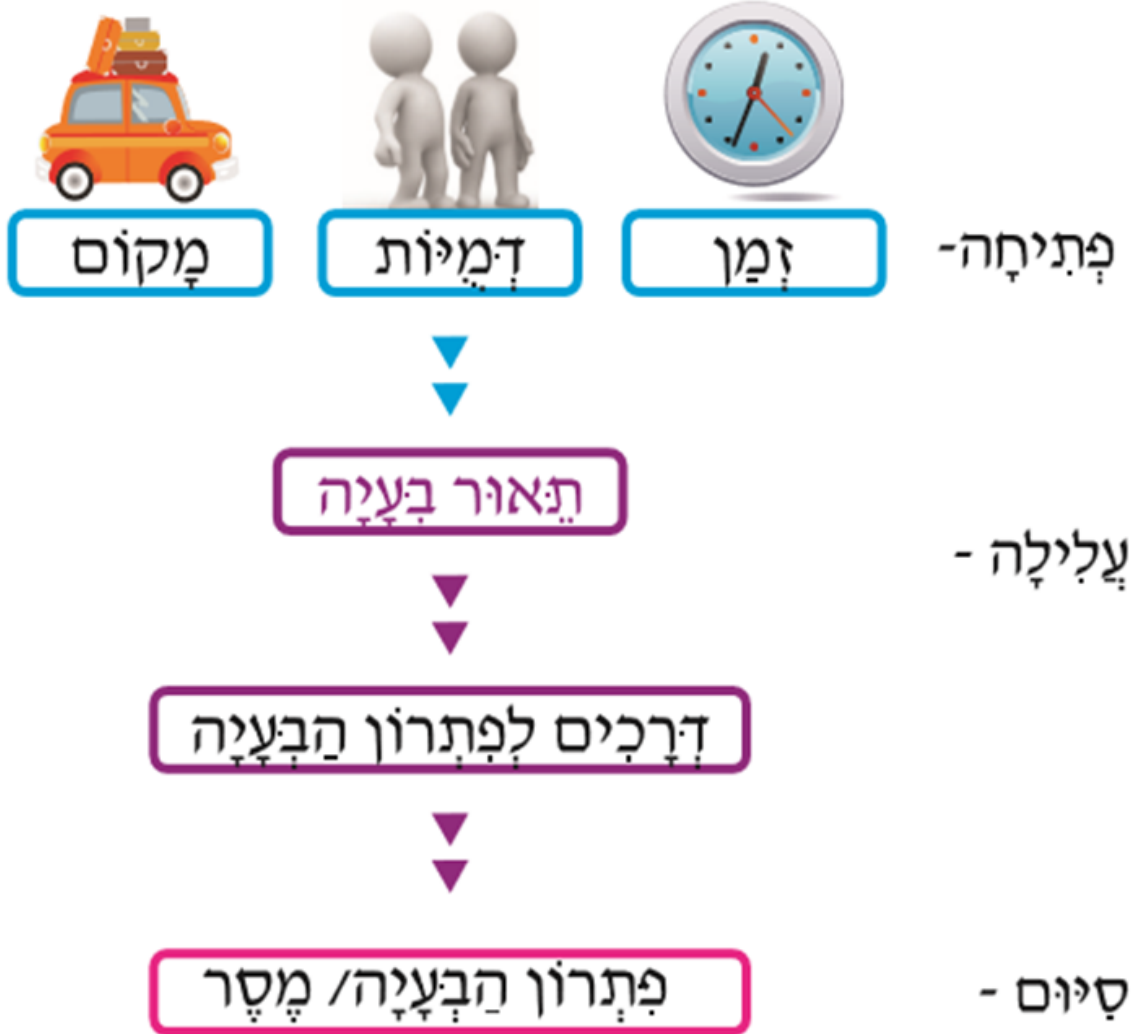 פְּתִיחָה-
זְמַן
דְּמֻיּוֹת
מָקוֹם
תֵּאוּר בִּעָיָה
עֲלִילָה -
דְּרָכִים לְפִתְרוֹן הַבְּעָיָה
פִּתְרוֹן הַבְּעָיָה/ מֶסֶר
סִיּוּם -